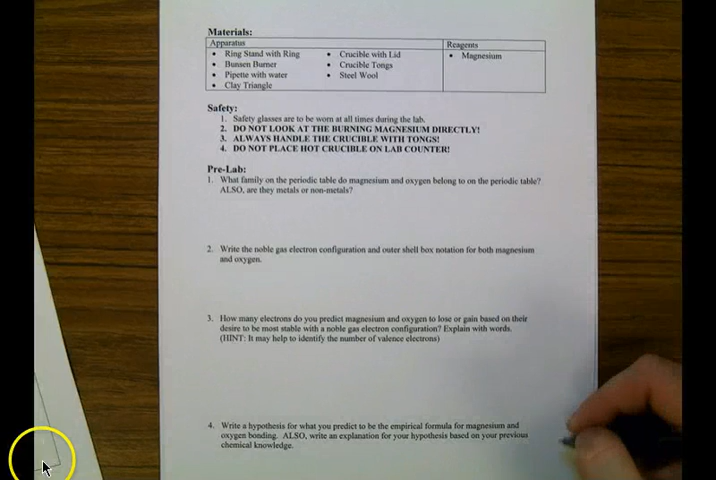 Materials:
Apparatus Reagents
• Ring Stand with Ring • Crucible with Lid • Magnesium
• Bunsen Burner • Crucible Tongs
• Pipette with water • Steel Wool
• Clay Triangle
Safety:
1. Safety glasses are to be worn at all times during the lab.
2. DO NOT LOOK AT THE BURNING MAGNESIUM DIRECTLY!
3. ALWAYS HANDLE THE CRUCIBLE WITH TONGS!
4. DO NOT PLACE HOT CRUCIBLE ON LAB COUNTER!
Pre-Lab:
1. What family on the periodic table do magnesium and oxygen belong to on the periodic table?
ALSO, are they metals or non-metals?
2. Write the noble gas electron configuration and outer shell box notation for both magnesium
and oxygen.
3. How many electrons do you predict magnesium and oxygen to lose or gain based on their
desire to be most stable with a noble gas electron configuration? Explain with words.
(HINT: It may help to identify the number of valence electrons)
4. Write a hypothesis for what you predict to be the empirical formula for magnesium and
oxygen bonding. ALSO, write an explanation for your hypothesis based on your previous
chemical knowledge.